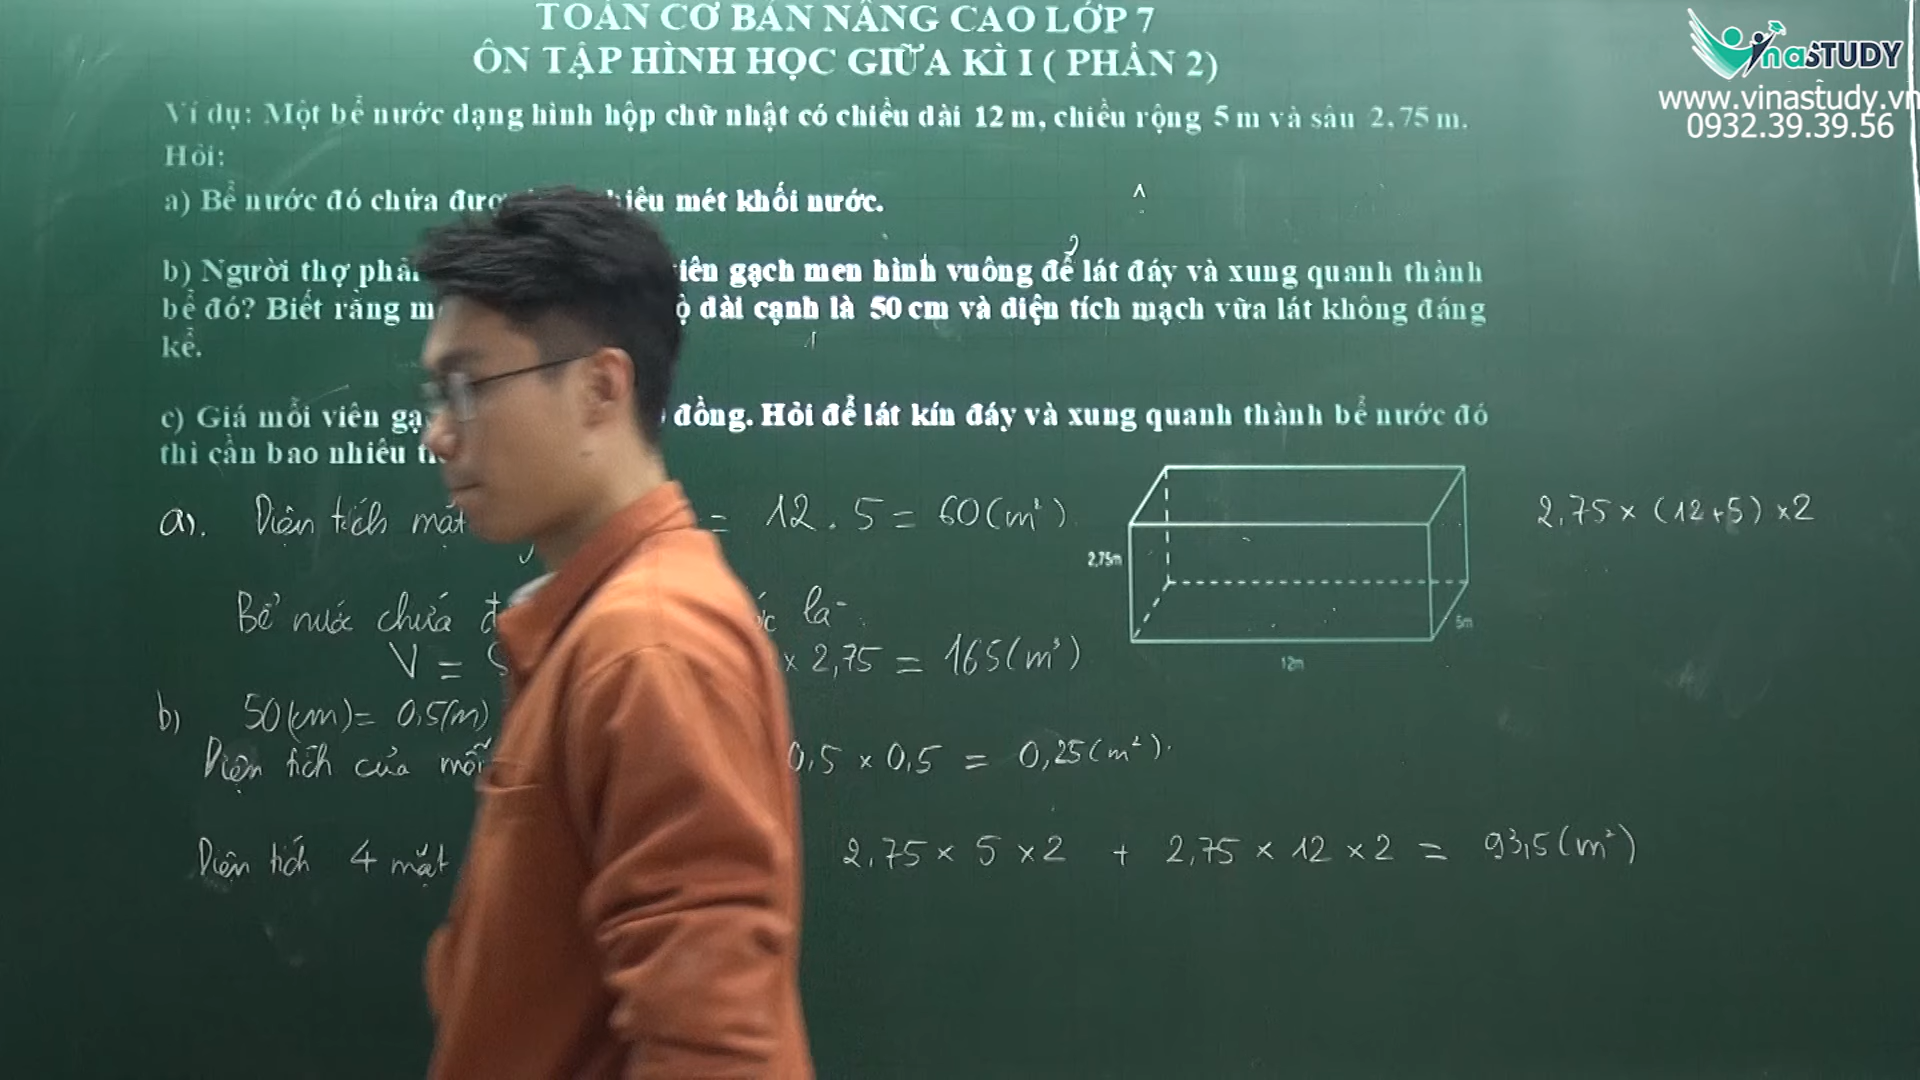 TOÁN CƠ BẢN NÂNG CAO LỚP 7
ÔN TẬP HÌNH HỌC GIỮA KÌ I ( PHẦN 2)
VinaSTUDY
www.vinastudy.vn
0932.39.39.56
Ví dụ: Một bể nước dạng hình hộp chữ nhật có chiều dài 12 m, chiều rộng 5 m và sâu 2,75 m.
Hỏi:
a) Bể nước đó chứa mét khối nước.
b) Người thợ gạch men hình vuông để lát đáy và xung quanh thành
bể đó? Biết rằng dài cạnh là 50 cm và diện tích mạch vữa lát không đáng
kể.
c) Giá mỗi viên đồng. Hỏi để lát kín đáy và xung quanh thành bể nước đó
thì cần bao nhiêu
a). Diện tích mặt = 12 . 5 = 60 (m²)
2,75 × (12+5) × 2
2,75m
5m
12m
Bể nước chứa là
V = × 2,75 = 165 (m³)
b) 50 (cm) = 0,5 (m)
Diện tích của mỗi 0,5 × 0,5 = 0,25 (m²).
Diện tích 4 mặt 2,75 × 5 × 2 + 2,75 × 12 × 2 = 93,5 (m²)